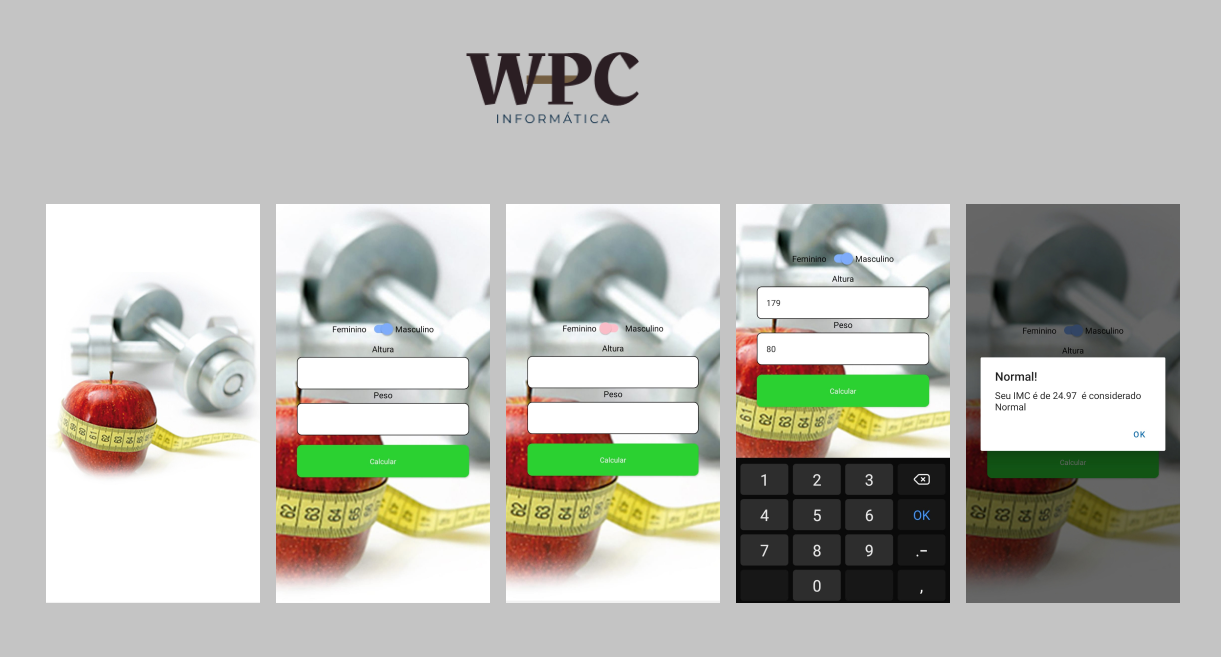 WPC
INFORMÁTICA
Feminino Masculino
Altura
Peso
Calcular
Feminino Masculino
Altura
Peso
Calcular
Feminino Masculino
Altura
179
Peso
80
Calcular
1 2 3
4 5 6 OK
7 8 9 .-
0 ,
Feminino Masculino
Altura
Normal!
Seu IMC é de 24.97 é considerado
Normal
OK
Calcular